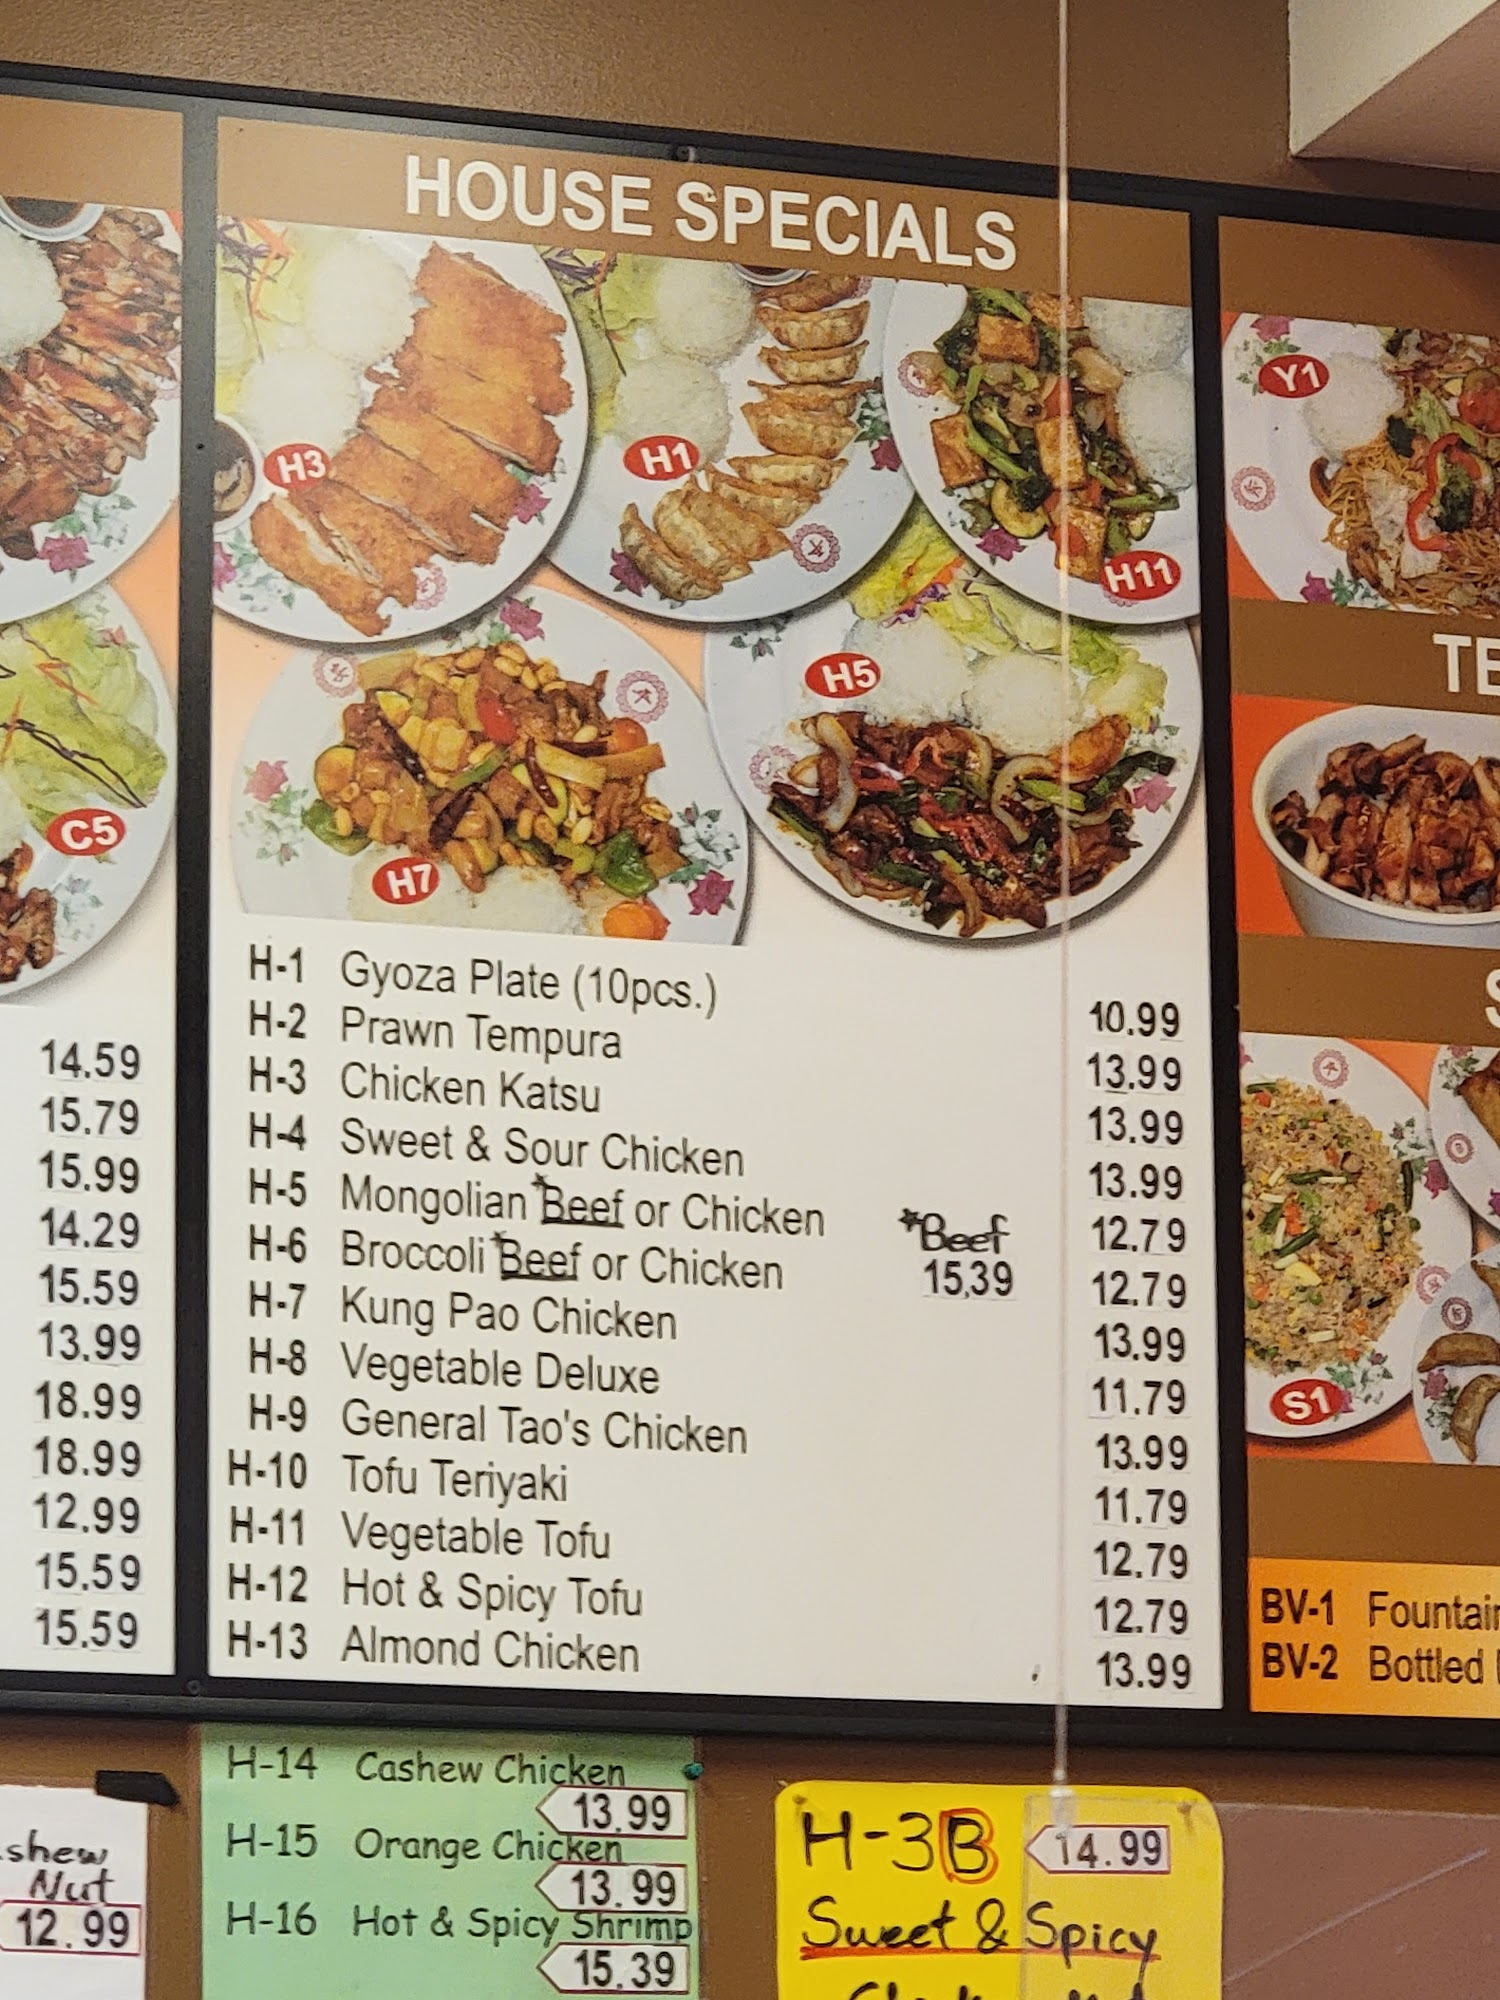 HOUSE SPECIALS
H3
H1
H11
Y1
H7
H5
C5
TE
S1
H-1 Gyoza Plate (10pcs.) 10.99
H-2 Prawn Tempura 13.99
H-3 Chicken Katsu 13.99
H-4 Sweet & Sour Chicken 13.99
H-5 Mongolian *Beef or Chicken *Beef 12.79
H-6 Broccoli *Beef or Chicken 15,39 12.79
H-7 Kung Pao Chicken 13.99
H-8 Vegetable Deluxe 11.79
H-9 General Tao's Chicken 13.99
H-10 Tofu Teriyaki 11.79
H-11 Vegetable Tofu 12.79
H-12 Hot & Spicy Tofu 12.79
H-13 Almond Chicken 13.99
14.59
15.79
15.99
14.29
15.59
13.99
18.99
18.99
12.99
15.59
15.59
BV-1 Fountain
BV-2 Bottled
shew
Nut
12.99
H-14 Cashew Chicken
13.99
H-15 Orange Chicken
13.99
H-16 Hot & Spicy Shrimp
15.39
H-3B 14.99
Sweet & Spicy